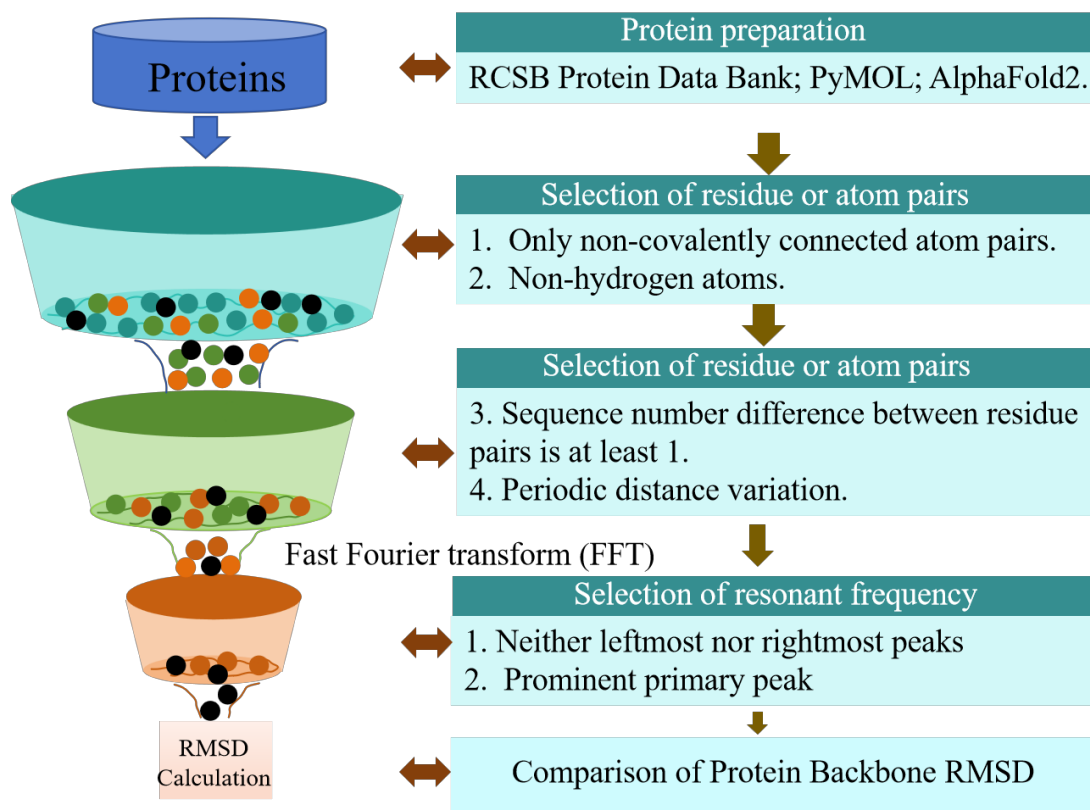 Proteins
Protein preparation
RCSB Protein Data Bank; PyMOL; AlphaFold2.
Selection of residue or atom pairs
1. Only non-covalently connected atom pairs.
2. Non-hydrogen atoms.
Selection of residue or atom pairs
3. Sequence number difference between residue
pairs is at least 1.
4. Periodic distance variation.
Fast Fourier transform (FFT)
Selection of resonant frequency
1. Neither leftmost nor rightmost peaks
2. Prominent primary peak
RMSD
Calculation
Comparison of Protein Backbone RMSD